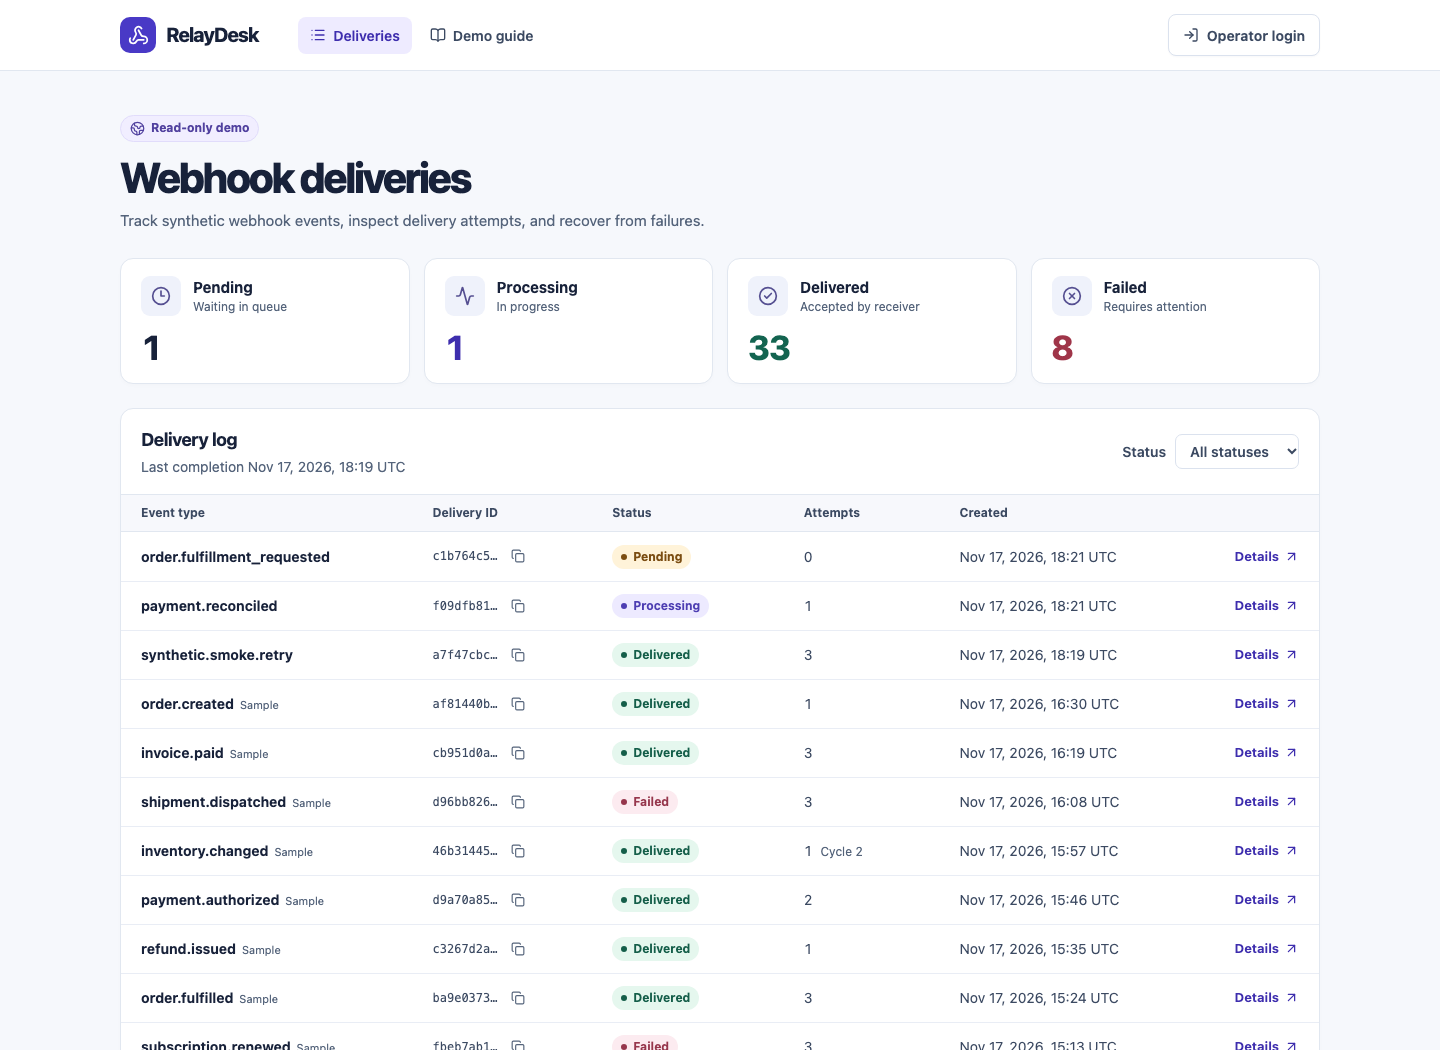 RelayDesk
Deliveries
Demo guide
Operator login
Read-only demo
Webhook deliveries
Track synthetic webhook events, inspect delivery attempts, and recover from failures.
Pending
Waiting in queue
1
Processing
In progress
1
Delivered
Accepted by receiver
33
Failed
Requires attention
8
Delivery log
Last completion Nov 17, 2026, 18:19 UTC
Status All statuses
Event type Delivery ID Status Attempts Created
order.fulfillment_requested c1b764c5… Pending 0 Nov 17, 2026, 18:21 UTC Details
payment.reconciled f09dfb81… Processing 1 Nov 17, 2026, 18:21 UTC Details
synthetic.smoke.retry a7f47cbc… Delivered 3 Nov 17, 2026, 18:19 UTC Details
order.created Sample af81440b… Delivered 1 Nov 17, 2026, 16:30 UTC Details
invoice.paid Sample cb951d0a… Delivered 3 Nov 17, 2026, 16:19 UTC Details
shipment.dispatched Sample d96bb826… Failed 3 Nov 17, 2026, 16:08 UTC Details
inventory.changed Sample 46b31445… Delivered 1 Cycle 2 Nov 17, 2026, 15:57 UTC Details
payment.authorized Sample d9a70a85… Delivered 2 Nov 17, 2026, 15:46 UTC Details
refund.issued Sample c3267d2a… Delivered 1 Nov 17, 2026, 15:35 UTC Details
order.fulfilled Sample ba9e0373… Delivered 3 Nov 17, 2026, 15:24 UTC Details
subscription.renewed Sample fbeb7ab1… Failed 3 Nov 17, 2026, 15:13 UTC Details